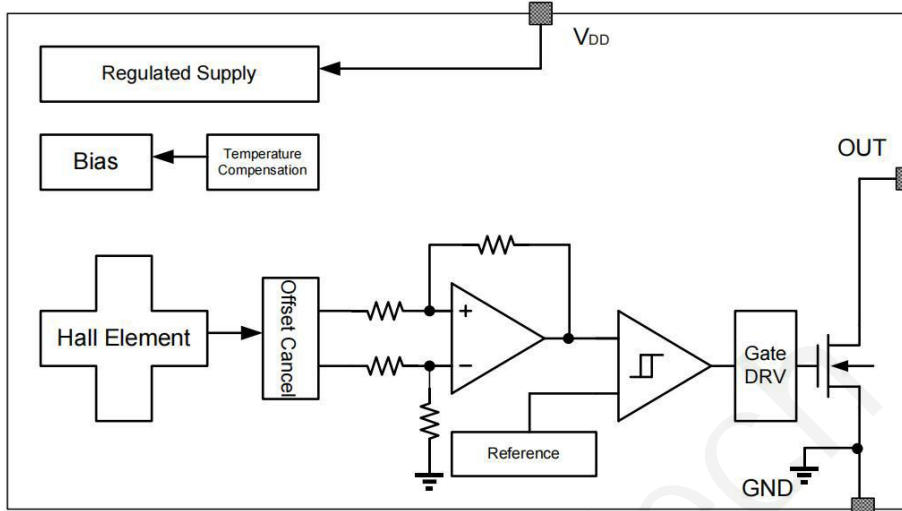 VDD
Regulated Supply
Bias
Temperature
Compensation
OUT
Hall Element
Offset Cancel
+
−
Gate
DRV
Reference
GND